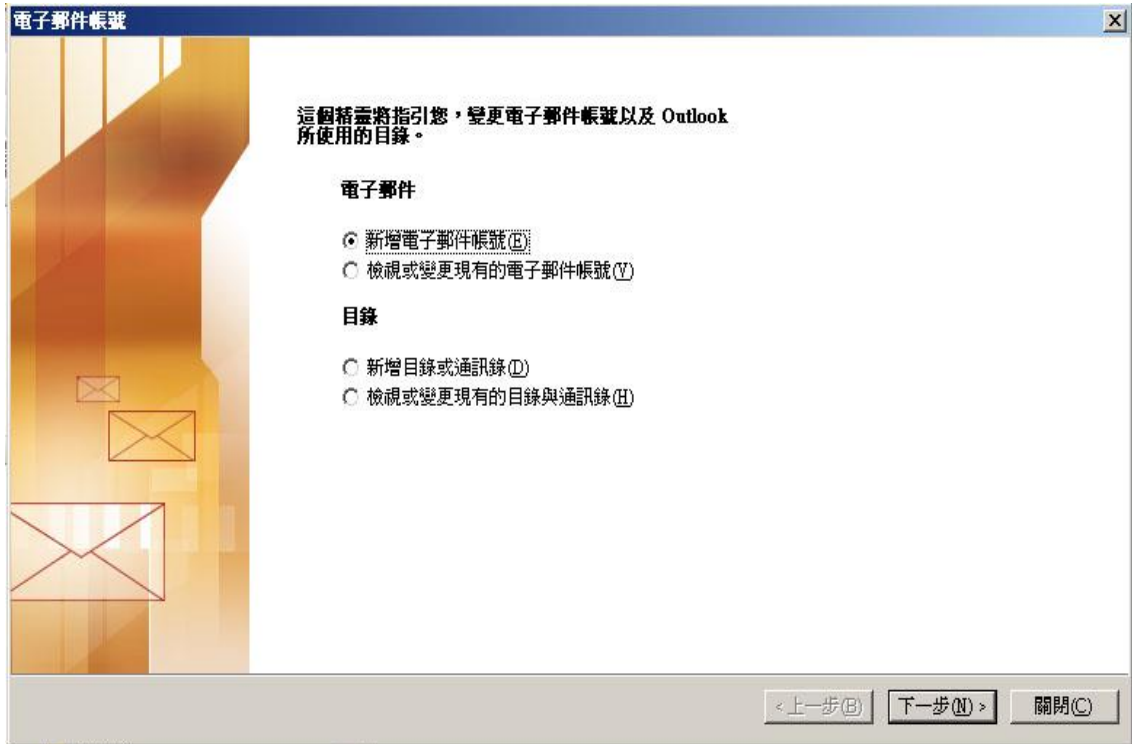 電子郵件帳號
這個精靈將指引您，變更電子郵件帳號以及 Outlook
所使用的目錄。
電子郵件
新增電子郵件帳號(E)
檢視或變更現有的電子郵件帳號(V)
目錄
新增目錄或通訊錄(D)
檢視或變更現有的目錄與通訊錄(H)
<上一步(B)
下一步(N) >
關閉(C)